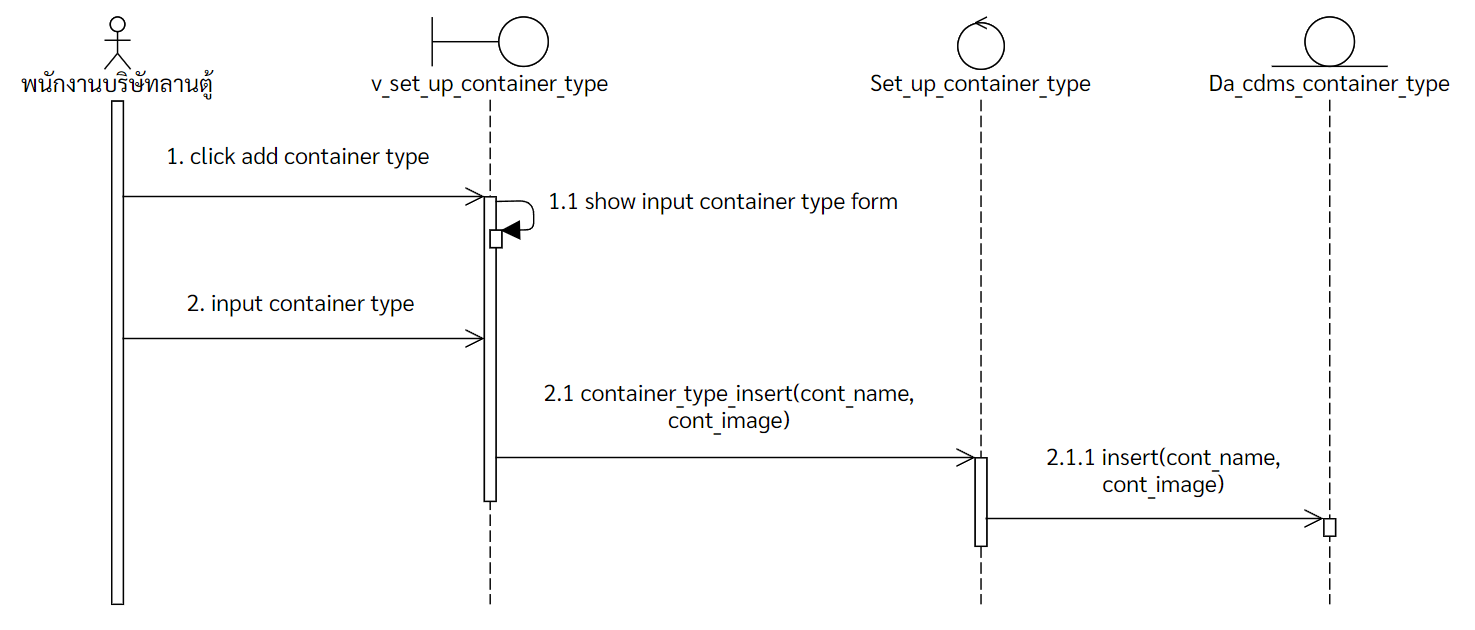 พนักงานบริษัทลานตู้
v_set_up_container_type
Set_up_container_type
Da_cdms_container_type
1. click add container type
1.1 show input container type form
2. input container type
2.1 container_type_insert(cont_name,
cont_image)
2.1.1 insert(cont_name,
cont_image)